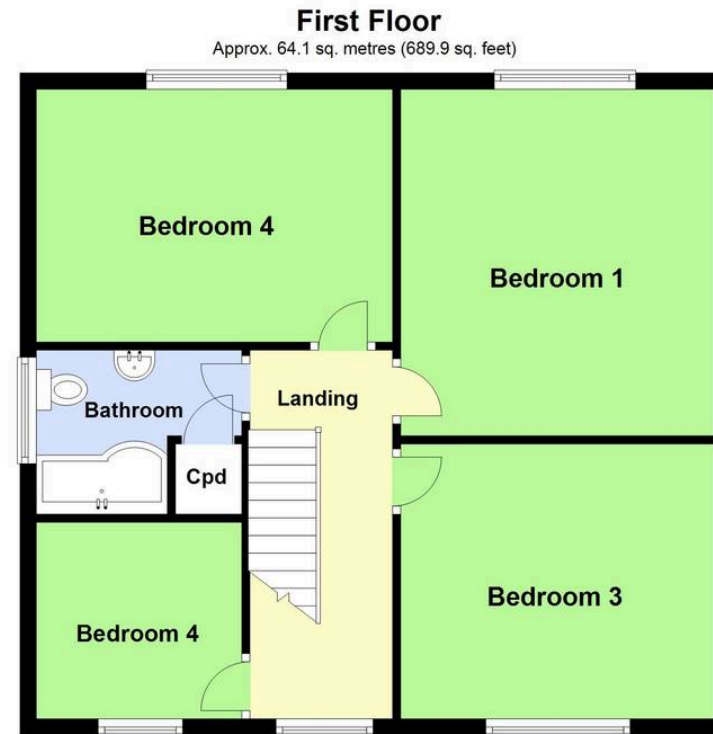 First Floor
Approx. 64.1 sq. metres (689.9 sq. feet)
Bedroom 4
Bedroom 1
Landing
Bathroom
Cpd
Bedroom 3
Bedroom 4